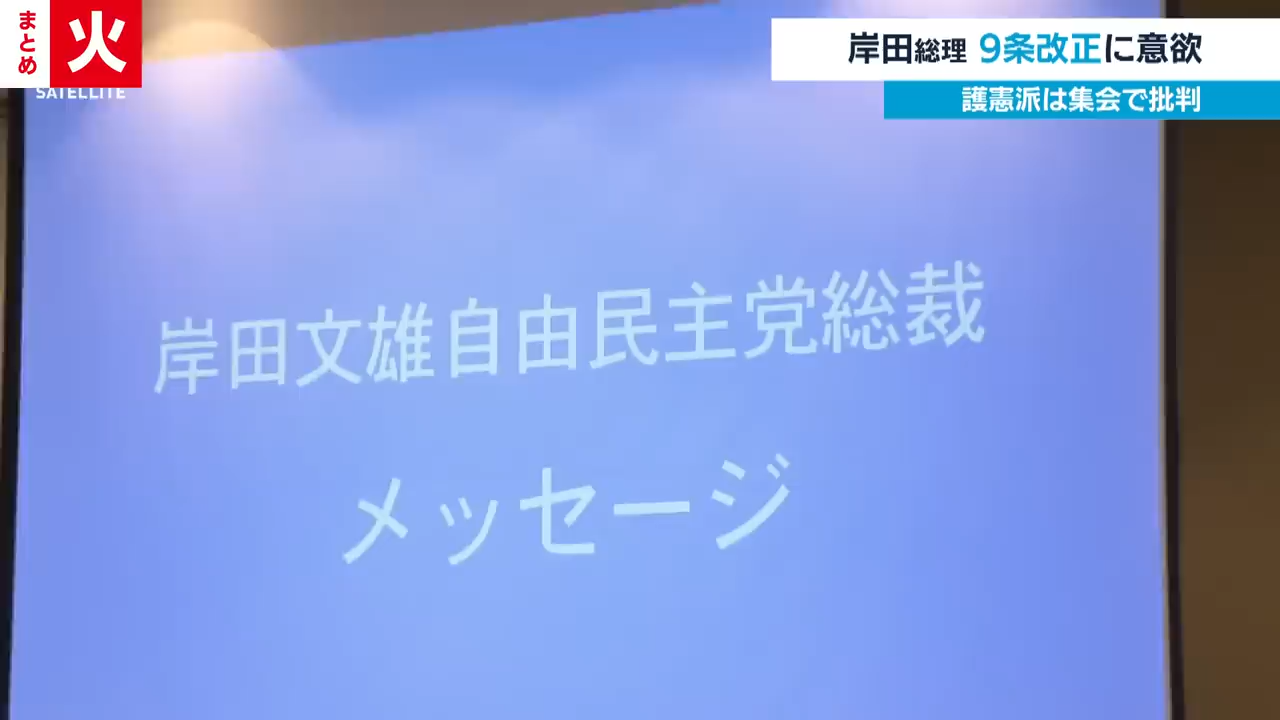 まとめ
火
SATELLITE
岸田総理 9条改正に意欲
護憲派は集会で批判
岸田文雄自由民主党総裁
メッセージ